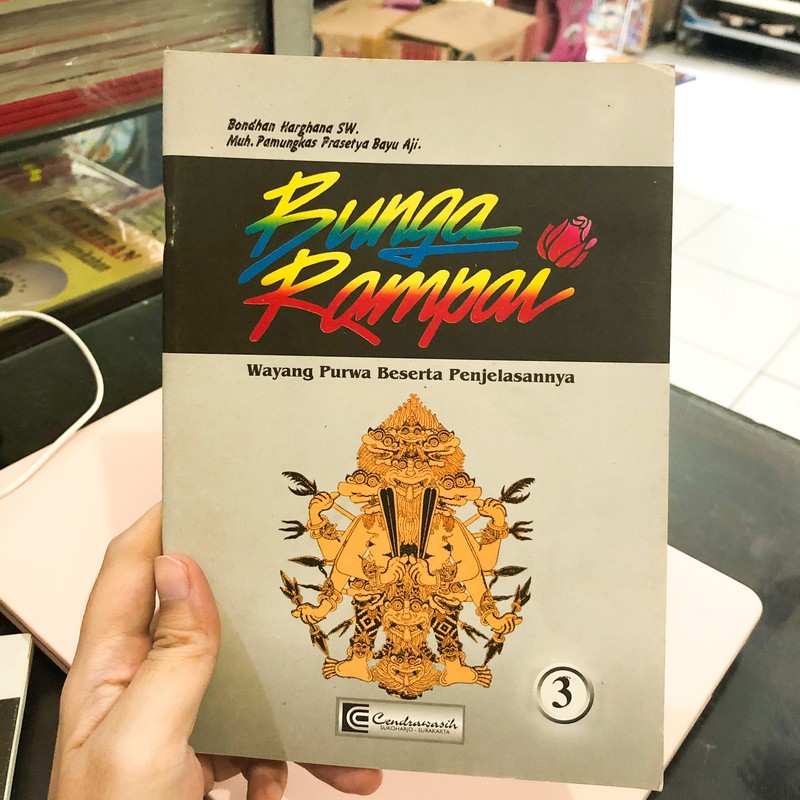 Bondhan Harghana SW.
Muh. Pamungkas Prasetya Bayu Aji.
Bunga
Rampai
Wayang Purwa Beserta Penjelasannya
3
Cendrawasih
SUKOHARJO - SURAKARTA